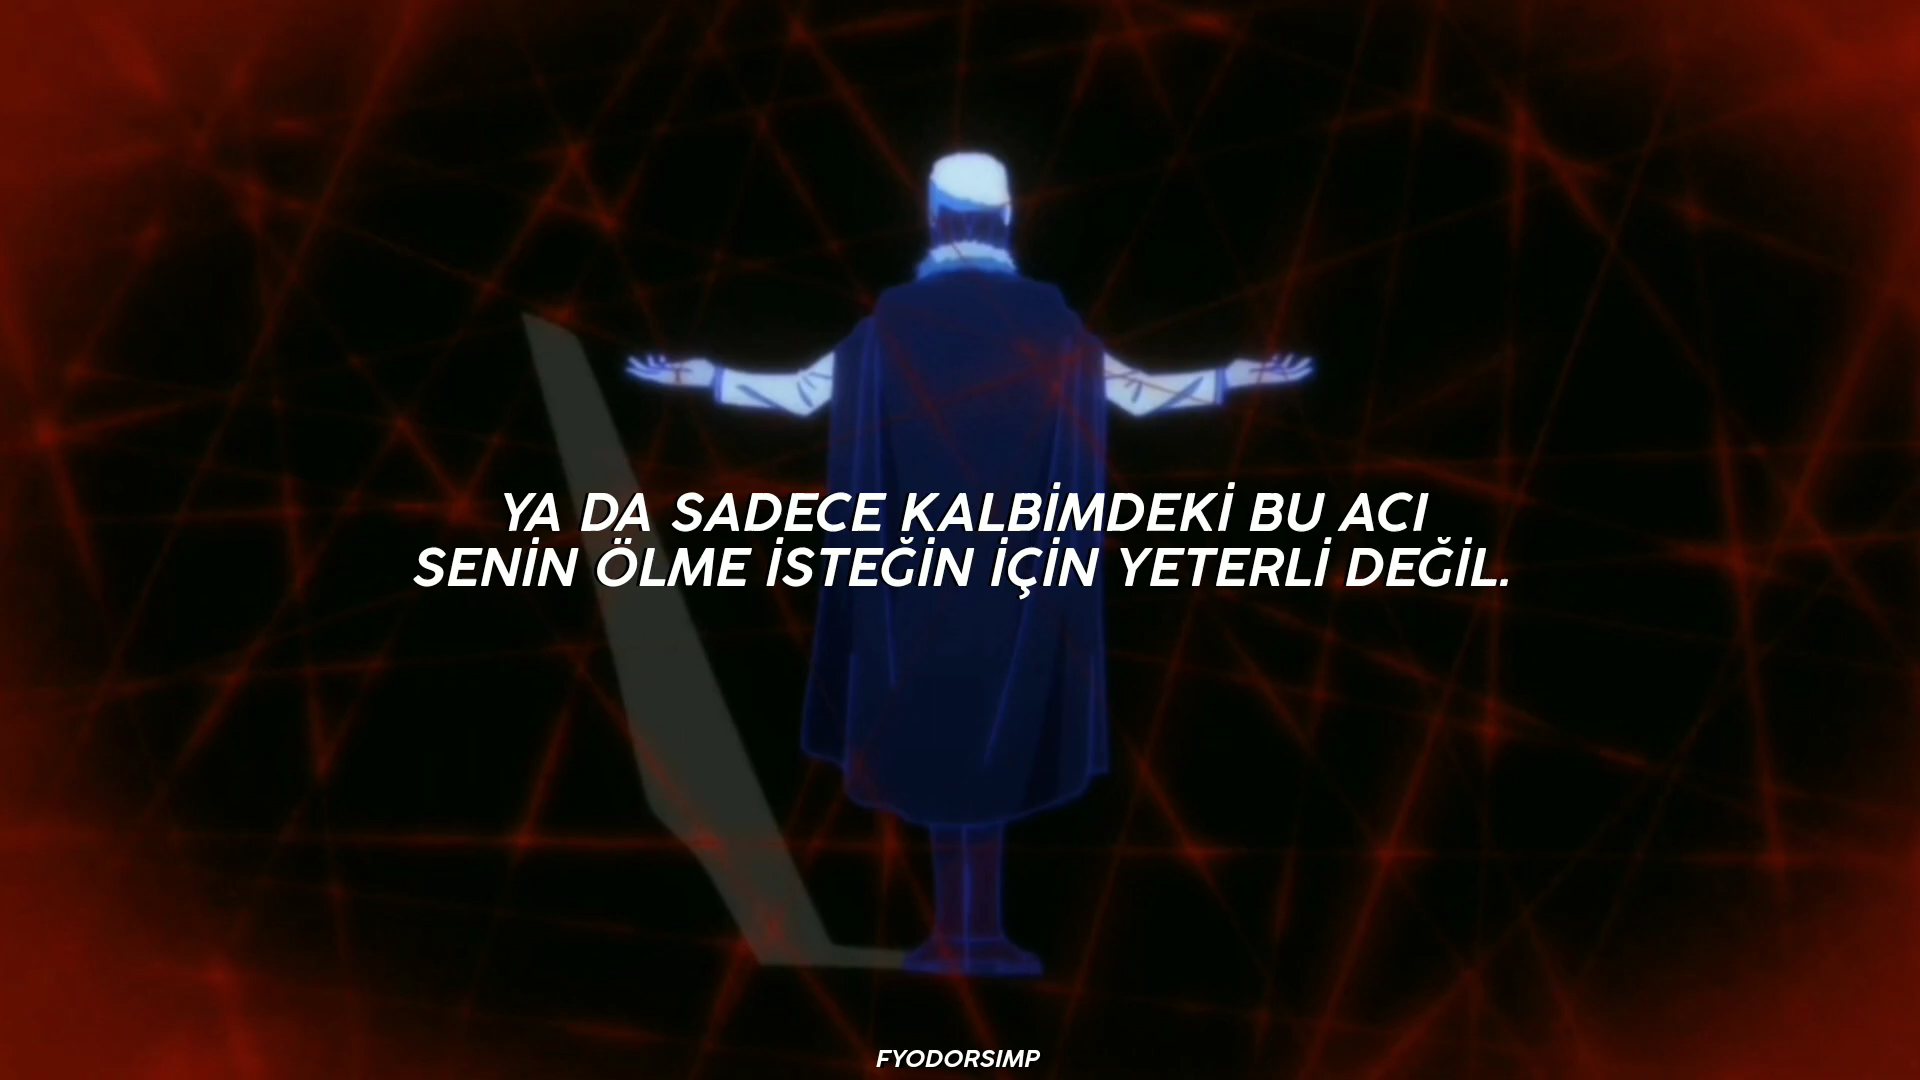 YA DA SADECE KALBİMDEKİ BU ACI
SENİN ÖLME İSTEĞİN İÇİN YETERLİ DEĞİL.
FYODORSIMP